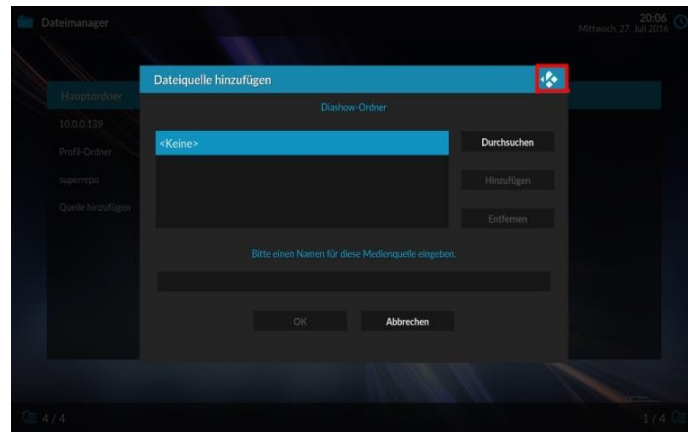 Dateimanager
20:06
Mittwoch, 27. Juli 2016
Dateiquelle hinzufügen
Hauptordner
Diashow-Ordner
10.0.0.139
<Keine>
Durchsuchen
Profil-Ordner
superrepo
Hinzufügen
Quelle hinzufügen
Entfernen
Bitte einen Namen für diese Medienquelle eingeben.
OK
Abbrechen
4 / 4
1 / 4